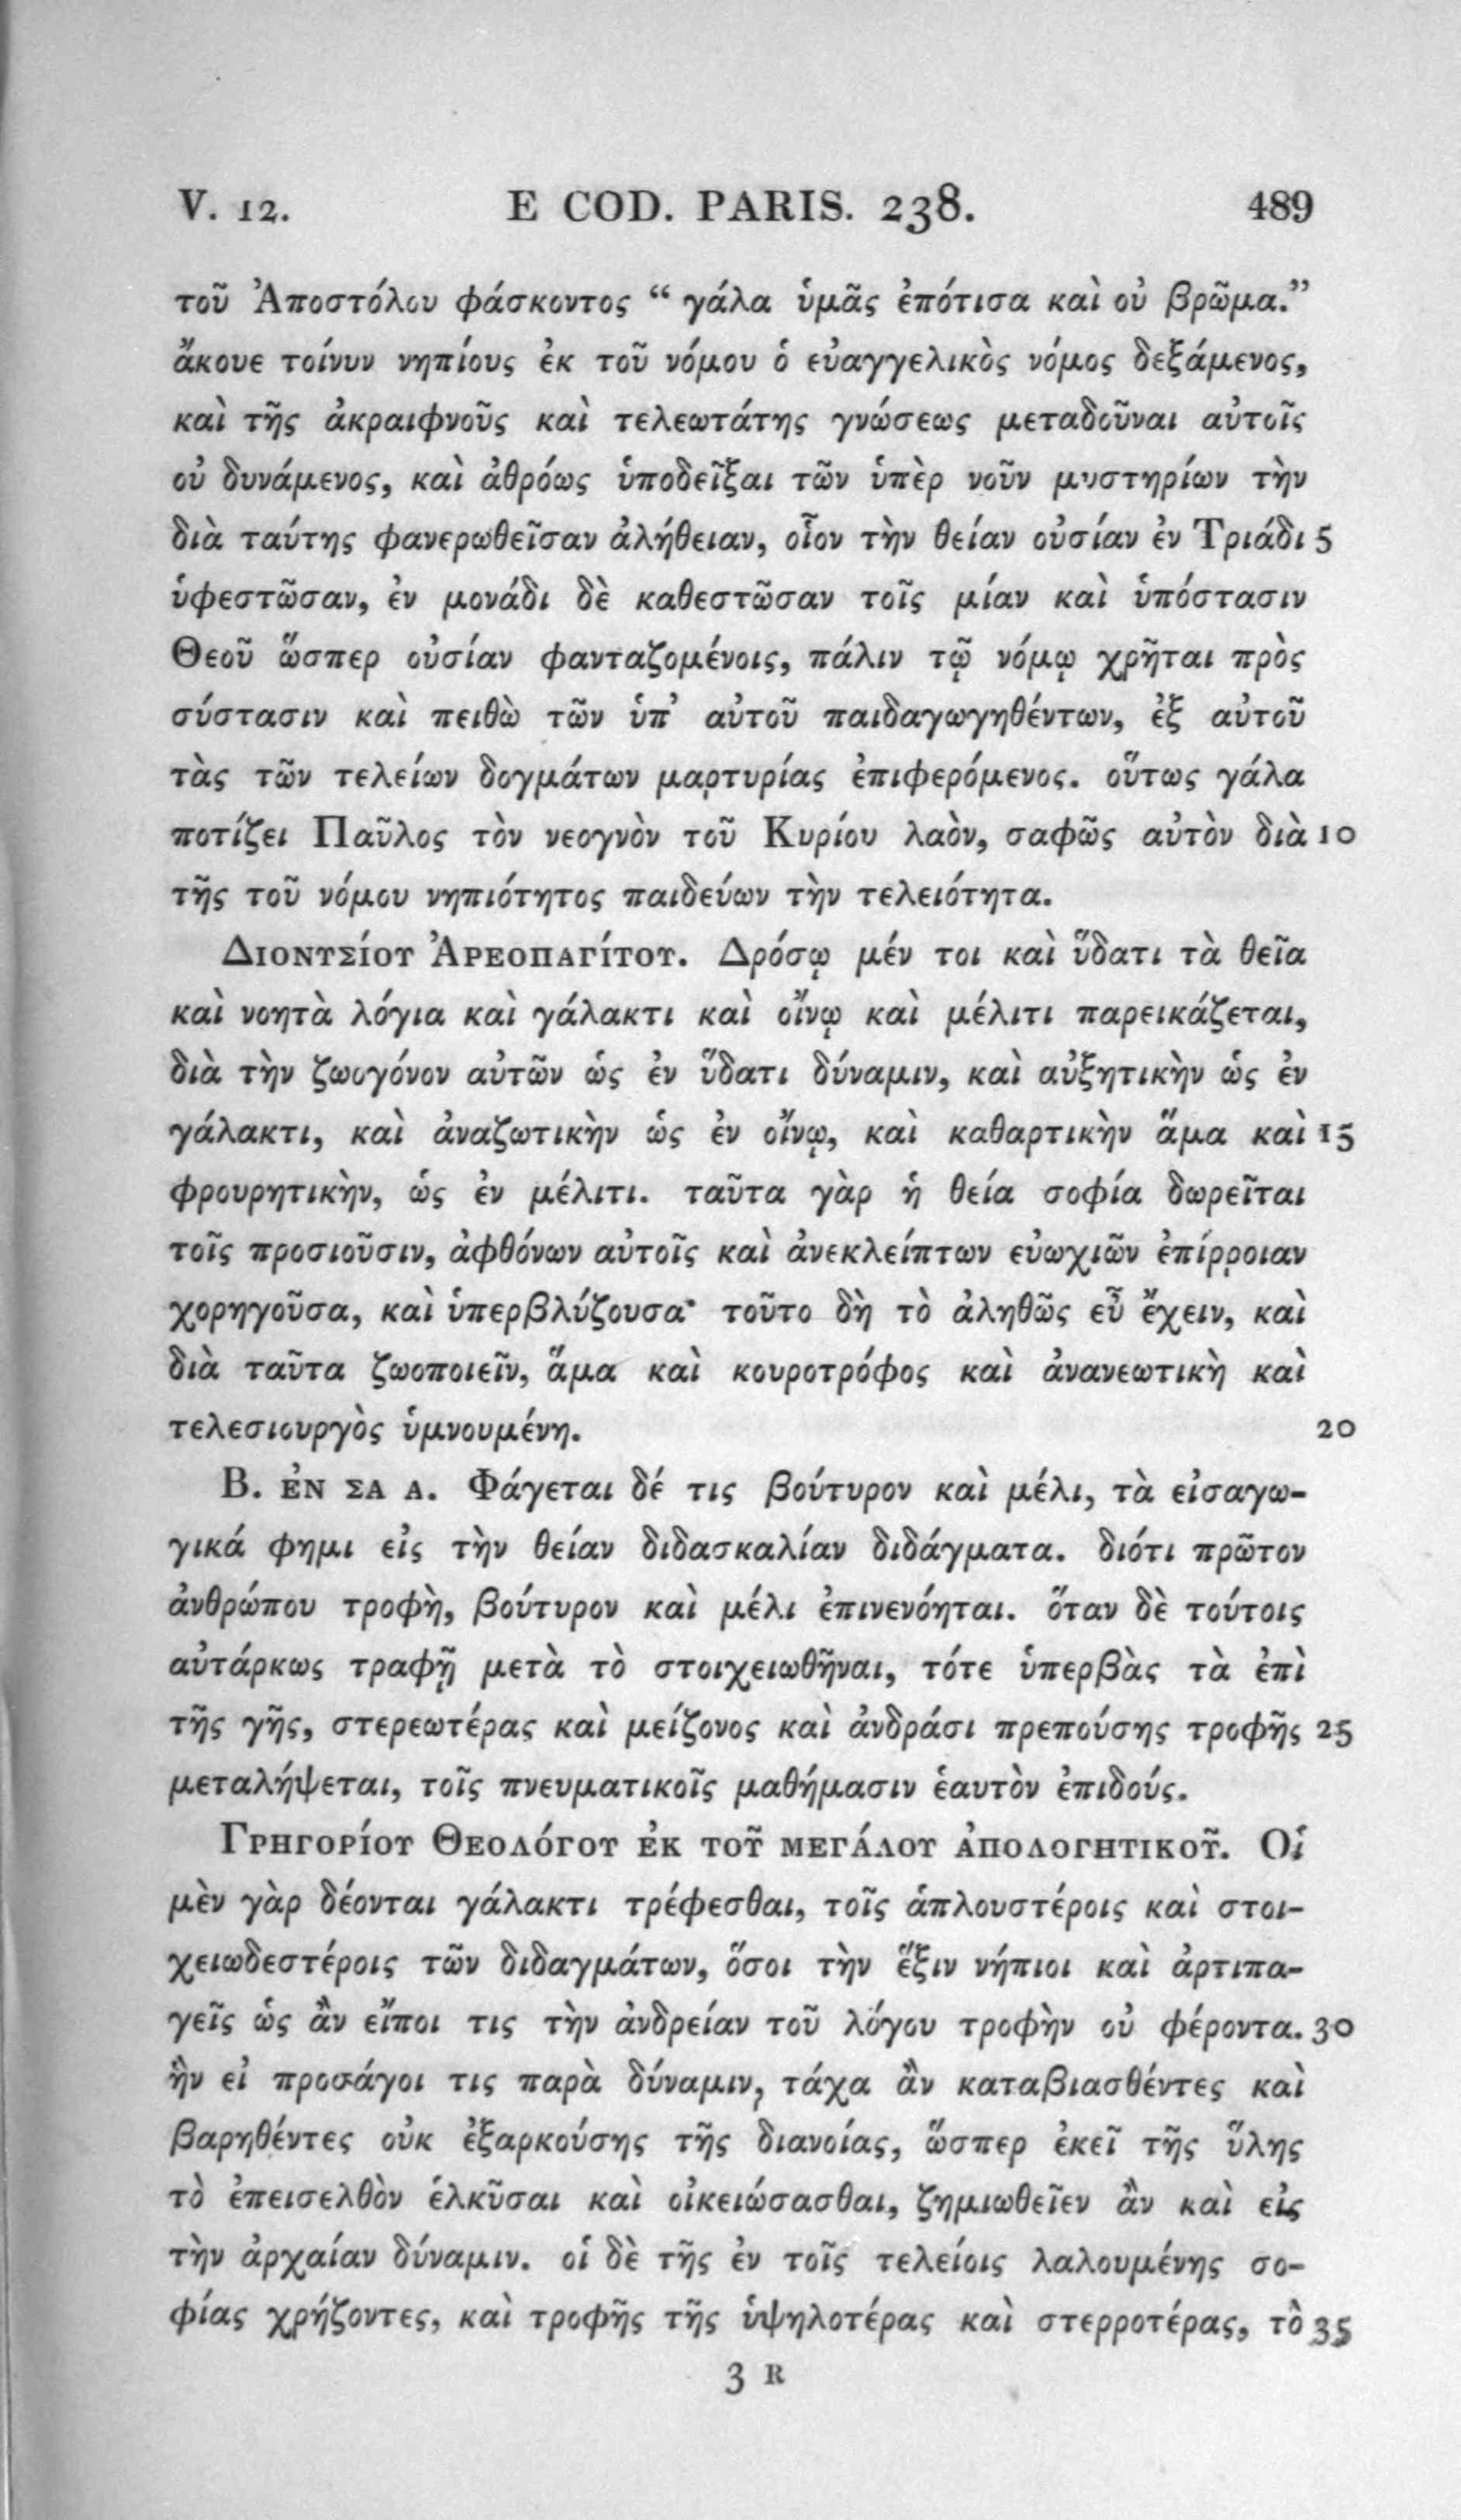 V. 12. E COD. PARIS. 238. 489
τοῦ Ἀποστόλου φάσκοντος “ γάλα ὑμᾶς ἐπότισα καὶ οὐ βρῶμα.”
ἄκουε τοίνυν νηπίους ἐκ τοῦ νόμου ὁ εὐαγγελικὸς νόμος δεξάμενος,
καὶ τῆς ἀκραιφνοῦς καὶ τελεωτάτης γνώσεως μεταδοῦναι αὐτοῖς
οὐ δυνάμενος, καὶ ἀθρόως ὑποδεῖξαι τῶν ὑπὲρ νοῦν μυστηρίων τὴν
διὰ ταύτης φανερωθεῖσαν ἀλήθειαν, οἷον τὴν θείαν οὐσίαν ἐν Τριάδι 5
ὑφεστῶσαν, ἐν μονάδι δὲ καθεστῶσαν τοῖς μίαν καὶ ὑπόστασιν
Θεοῦ ὥσπερ οὐσίαν φανταζομένοις, πάλιν τῷ νόμῳ χρῆται πρὸς
σύστασιν καὶ πειθὼ τῶν ὑπ’ αὐτοῦ παιδαγωγηθέντων, ἐξ αὐτοῦ
τὰς τῶν τελείων δογμάτων μαρτυρίας ἐπιφερόμενος. οὕτως γάλα
ποτίζει Παῦλος τὸν νεογνὸν τοῦ Κυρίου λαὸν, σαφῶς αὐτὸν διὰ 10
τῆς τοῦ νόμου νηπιότητος παιδεύων τὴν τελειότητα.
Διονυσίου Ἀρεοπαγίτου. Δρόσῳ μέν τοι καὶ ὕδατι τὰ θεῖα
καὶ νοητὰ λόγια καὶ γάλακτι καὶ οἴνῳ καὶ μέλιτι παρεικάζεται,
διὰ τὴν ζωογόνον αὐτῶν ὡς ἐν ὕδατι δύναμιν, καὶ αὐξητικὴν ὡς ἐν
γάλακτι, καὶ ἀναζωτικὴν ὡς ἐν οἴνῳ, καὶ καθαρτικὴν ἅμα καὶ 15
φρουρητικὴν, ὡς ἐν μέλιτι. ταῦτα γὰρ ἡ θεία σοφία δωρεῖται
τοῖς προσιοῦσιν, ἀφθόνων αὐτοῖς καὶ ἀνεκλείπτων εὐωχιῶν ἐπίρῥοιαν
χορηγοῦσα, καὶ ὑπερβλύζουσα· τοῦτο δὴ τὸ ἀληθῶς εὖ ἔχειν, καὶ
διὰ ταῦτα ζωοποιεῖν, ἅμα καὶ κουροτρόφος καὶ ἀνανεωτικὴ καὶ
τελεσιουργὸς ὑμνουμένη. 20
Β. ἐν σα α. Φάγεται δέ τις βούτυρον καὶ μέλι, τὰ εἰσαγω-
γικά φημι εἰς τὴν θείαν διδασκαλίαν διδάγματα. διότι πρῶτον
ἀνθρώπου τροφὴ, βούτυρον καὶ μέλι ἐπινενόηται. ὅταν δὲ τούτοις
αὐτάρκως τραφῇ μετὰ τὸ στοιχειωθῆναι, τότε ὑπερβὰς τὰ ἐπὶ
τῆς γῆς, στερεωτέρας καὶ μείζονος καὶ ἀνδράσι πρεπούσης τροφῆς 25
μεταλήψεται, τοῖς πνευματικοῖς μαθήμασιν ἑαυτὸν ἐπιδούς.
Γρηγορίου Θεολόγου ἐκ τοῦ μεγάλου ἀπολογητικοῦ. Οἱ
μὲν γὰρ δέονται γάλακτι τρέφεσθαι, τοῖς ἁπλουστέροις καὶ στοι-
χειωδεστέροις τῶν διδαγμάτων, ὅσοι τὴν ἕξιν νήπιοι καὶ ἀρτιπα-
γεῖς ὡς ἂν εἴποι τις τὴν ἀνδρείαν τοῦ λόγου τροφὴν οὐ φέροντα. 30
ἣν εἰ προσάγοι τις παρὰ δύναμιν, τάχα ἂν καταβιασθέντες καὶ
βαρηθέντες οὐκ ἐξαρκούσης τῆς διανοίας, ὥσπερ ἐκεῖ τῆς ὕλης
τὸ ἐπεισελθὸν ἑλκῦσαι καὶ οἰκειώσασθαι, ζημιωθεῖεν ἂν καὶ εἰς
τὴν ἀρχαίαν δύναμιν. οἱ δὲ τῆς ἐν τοῖς τελείοις λαλουμένης σο-
φίας χρήζοντες, καὶ τροφῆς τῆς ὑψηλοτέρας καὶ στερροτέρας, τὸ 35
3 R